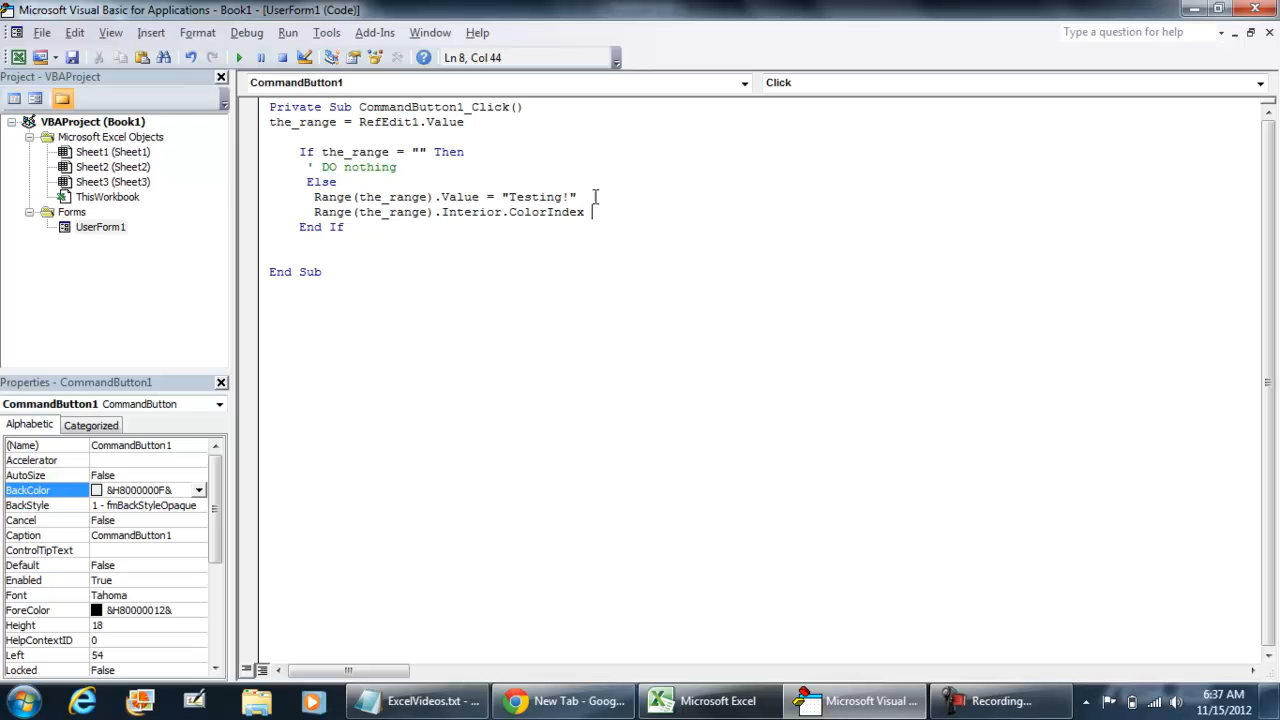 Microsoft Visual Basic for Applications - Book1 - [UserForm1 (Code)]
File Edit View Insert Format Debug Run Tools Add-Ins Window Help
Type a question for help
Ln 8, Col 44
Project - VBAProject
CommandButton1
Click
VBAProject (Book1)
Microsoft Excel Objects
Sheet1 (Sheet1)
Sheet2 (Sheet2)
Sheet3 (Sheet3)
ThisWorkbook
Forms
UserForm1
Private Sub CommandButton1_Click()
the_range = RefEdit1.Value
If the_range = "" Then
' DO nothing
Else
Range(the_range).Value = "Testing!"
Range(the_range).Interior.ColorIndex
End If
End Sub
Properties - CommandButton1
CommandButton1 CommandButton
Alphabetic Categorized
(Name) CommandButton1
Accelerator
AutoSize False
BackColor &H8000000F&
BackStyle 1 - fmBackStyleOpaque
Cancel False
Caption CommandButton1
ControlTipText
Default False
Enabled True
Font Tahoma
ForeColor &H80000012&
Height 18
HelpContextID 0
Left 54
Locked False
ExcelVideos.txt - ...
New Tab - Goog...
Microsoft Excel
Microsoft Visual ...
Recording...
6:37 AM
11/15/2012